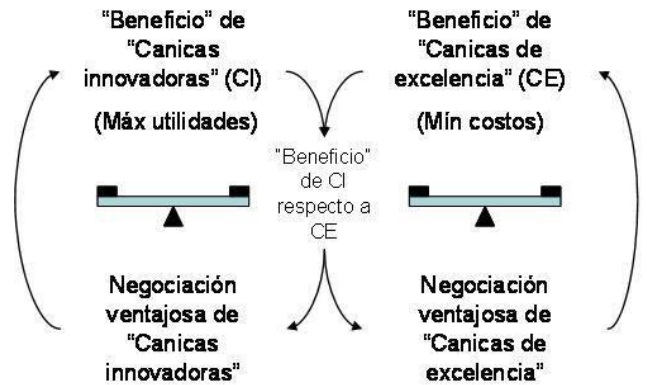 "Beneficio" de
"Canicas
innovadoras" (CI)
(Máx utilidades)
"Beneficio" de
"Canicas de
excelencia" (CE)
(Mín costos)
"Beneficio"
de CI
respecto a
CE
Negociación
ventajosa de
"Canicas
innovadoras"
Negociación
ventajosa de
"Canicas de
excelencia"